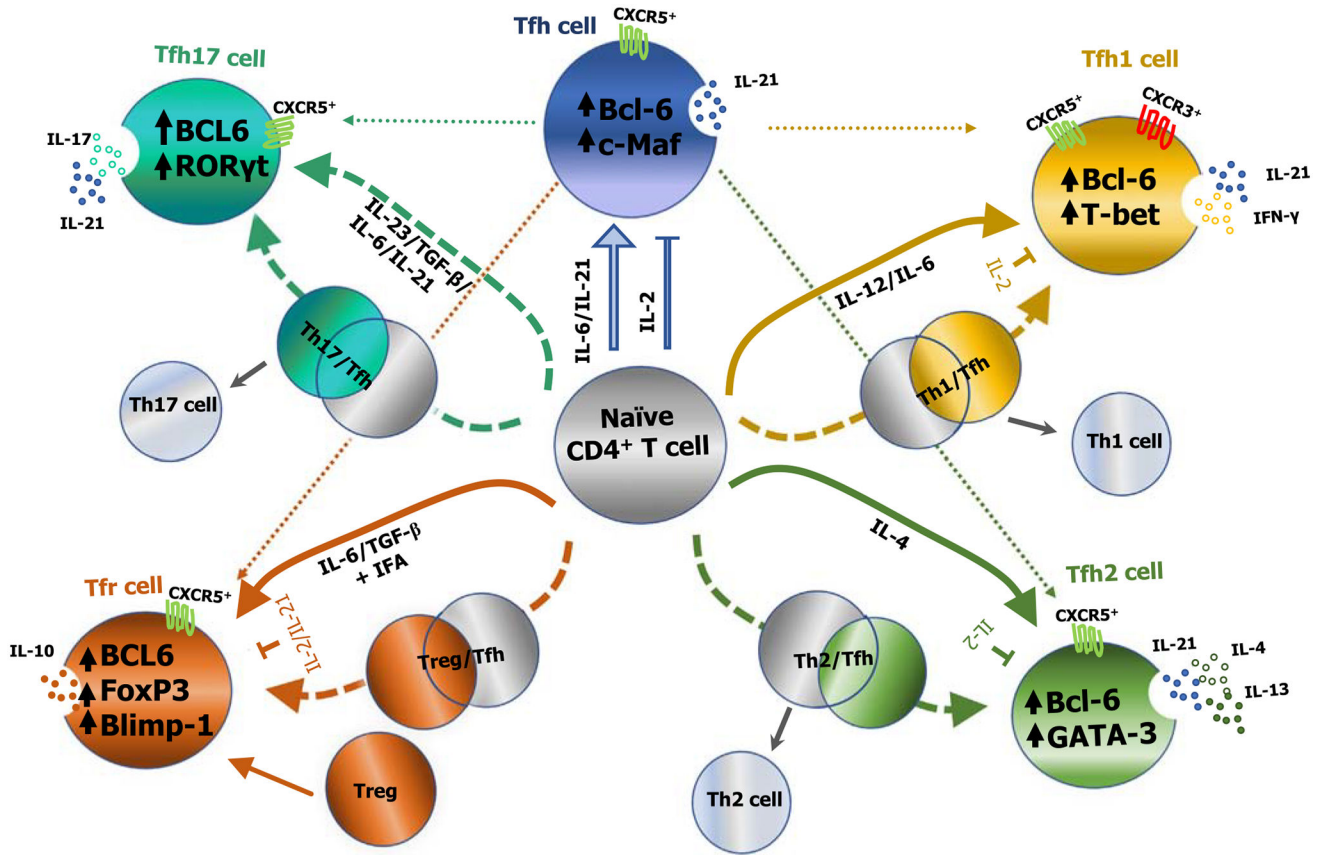 Tfh cell
CXCR5⁺
Bcl-6
c-Maf
IL-21
Tfh17 cell
BCL6
RORγt
CXCR5⁺
IL-17
IL-21
Tfh1 cell
CXCR5⁺
CXCR3⁺
Bcl-6
T-bet
IL-21
IFN-γ
IL-23/TGF-β/
IL-6/IL-21
IL-6/IL-21
IL-2
IL-12/IL-6
IL-2
Th17/Tfh
Th17 cell
Naïve
CD4⁺ T cell
Th1/Tfh
Th1 cell
IL-6/TGF-β
+ IFA
IL-4
Tfr cell
CXCR5⁺
IL-10
BCL6
FoxP3
Blimp-1
IL-2/IL-21
Treg/Tfh
Treg
Th2/Tfh
Th2 cell
IL-2
Tfh2 cell
CXCR5⁺
Bcl-6
GATA-3
IL-21
IL-4
IL-13